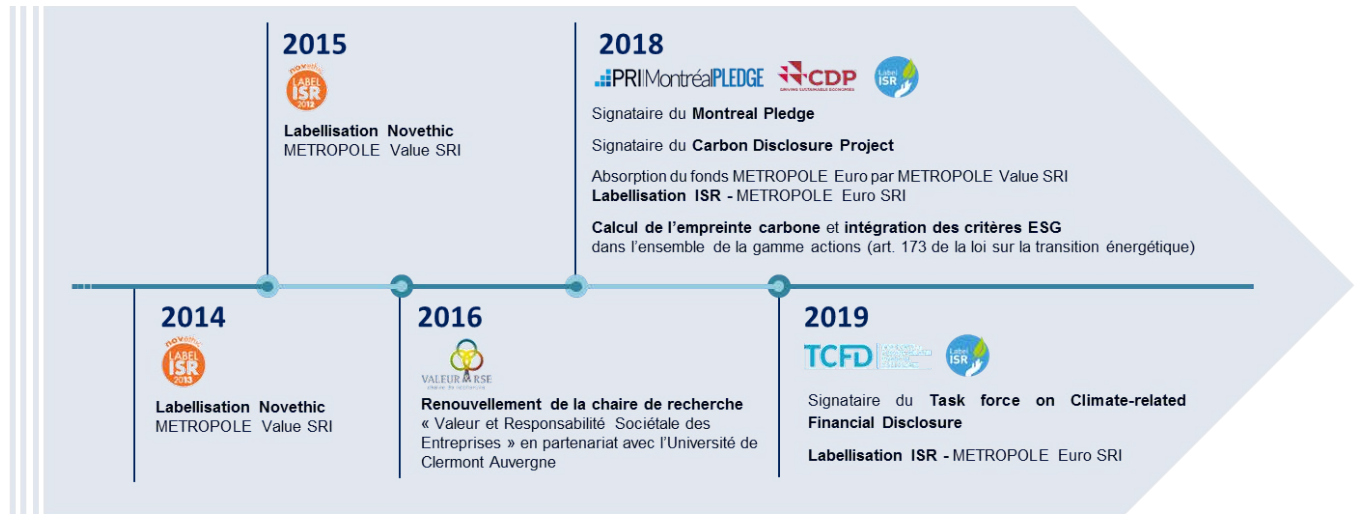 2015
novethic
LABEL
ISR
2012
Labellisation Novethic
METROPOLE Value SRI
2018
PRI MontréalPLEDGE
CDP
DRIVING SUSTAINABLE ECONOMIES
Label
ISR
Signataire du Montreal Pledge
Signataire du Carbon Disclosure Project
Absorption du fonds METROPOLE Euro par METROPOLE Value SRI
Labellisation ISR - METROPOLE Euro SRI
Calcul de l’empreinte carbone et intégration des critères ESG
dans l’ensemble de la gamme actions (art. 173 de la loi sur la transition énergétique)
2014
novethic
LABEL
ISR
2013
Labellisation Novethic
METROPOLE Value SRI
2016
VALEUR RSE
Renouvellement de la chaire de recherche
« Valeur et Responsabilité Sociétale des
Entreprises » en partenariat avec l’Université de
Clermont Auvergne
2019
TCFD
Label
ISR
Signataire du Task force on Climate-related
Financial Disclosure
Labellisation ISR - METROPOLE Euro SRI